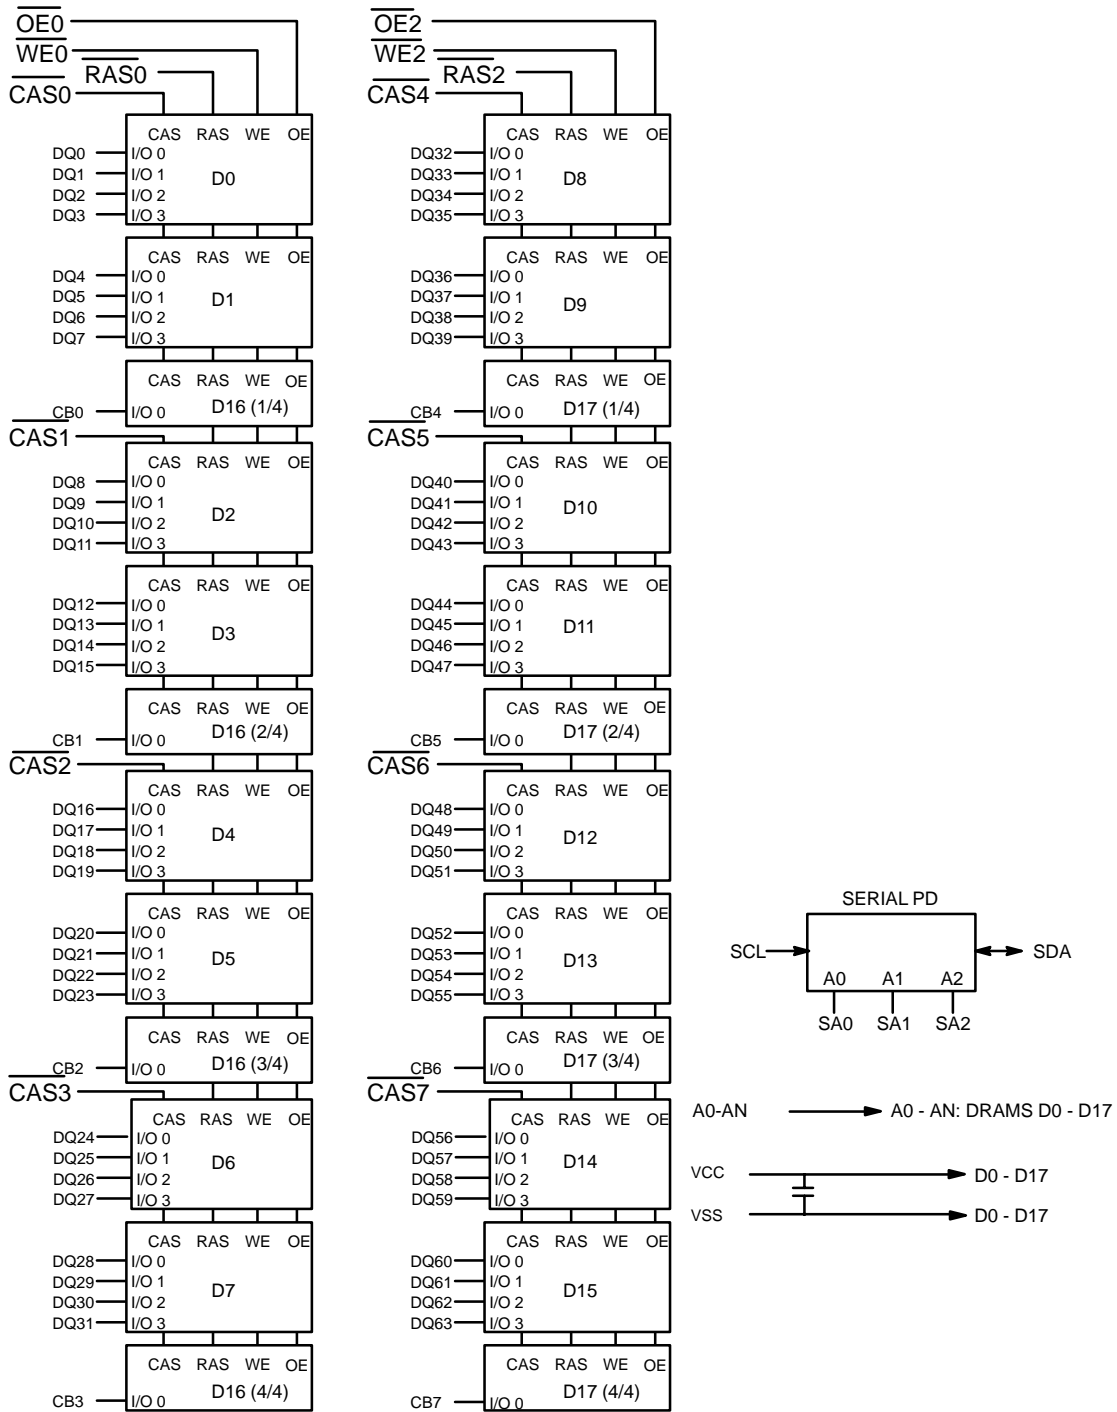 OE0
WE0
RAS0
CAS0
CAS RAS WE OE
DQ0 I/O 0
DQ1 I/O 1
D0
DQ2 I/O 2
DQ3 I/O 3
CAS RAS WE OE
DQ4 I/O 0
DQ5 I/O 1
D1
DQ6 I/O 2
DQ7 I/O 3
CAS RAS WE OE
D16 (1/4)
CB0 I/O 0
CAS1
CAS RAS WE OE
DQ8 I/O 0
DQ9 I/O 1
D2
DQ10 I/O 2
DQ11 I/O 3
CAS RAS WE OE
DQ12 I/O 0
DQ13 I/O 1
D3
DQ14 I/O 2
DQ15 I/O 3
CAS RAS WE OE
D16 (2/4)
CB1 I/O 0
CAS2
CAS RAS WE OE
DQ16 I/O 0
DQ17 I/O 1
D4
DQ18 I/O 2
DQ19 I/O 3
CAS RAS WE OE
DQ20 I/O 0
DQ21 I/O 1
D5
DQ22 I/O 2
DQ23 I/O 3
CAS RAS WE OE
D16 (3/4)
CB2 I/O 0
CAS3
CAS RAS WE OE
DQ24 I/O 0
DQ25 I/O 1
D6
DQ26 I/O 2
DQ27 I/O 3
CAS RAS WE OE
DQ28 I/O 0
DQ29 I/O 1
D7
DQ30 I/O 2
DQ31 I/O 3
CAS RAS WE OE
D16 (4/4)
CB3 I/O 0
OE2
WE2
RAS2
CAS4
CAS RAS WE OE
DQ32 I/O 0
DQ33 I/O 1
D8
DQ34 I/O 2
DQ35 I/O 3
CAS RAS WE OE
DQ36 I/O 0
DQ37 I/O 1
D9
DQ38 I/O 2
DQ39 I/O 3
CAS RAS WE OE
D17 (1/4)
CB4 I/O 0
CAS5
CAS RAS WE OE
DQ40 I/O 0
DQ41 I/O 1
D10
DQ42 I/O 2
DQ43 I/O 3
CAS RAS WE OE
DQ44 I/O 0
DQ45 I/O 1
D11
DQ46 I/O 2
DQ47 I/O 3
CAS RAS WE OE
D17 (2/4)
CB5 I/O 0
CAS6
CAS RAS WE OE
DQ48 I/O 0
DQ49 I/O 1
D12
DQ50 I/O 2
DQ51 I/O 3
CAS RAS WE OE
DQ52 I/O 0
DQ53 I/O 1
D13
DQ54 I/O 2
DQ55 I/O 3
CAS RAS WE OE
D17 (3/4)
CB6 I/O 0
CAS7
CAS RAS WE OE
DQ56 I/O 0
DQ57 I/O 1
D14
DQ58 I/O 2
DQ59 I/O 3
CAS RAS WE OE
DQ60 I/O 0
DQ61 I/O 1
D15
DQ62 I/O 2
DQ63 I/O 3
CAS RAS WE OE
D17 (4/4)
CB7 I/O 0
SERIAL PD
SCL SDA
A0 A1 A2
SA0 SA1 SA2
A0-AN A0 - AN: DRAMS D0 - D17
VCC D0 - D17
VSS D0 - D17